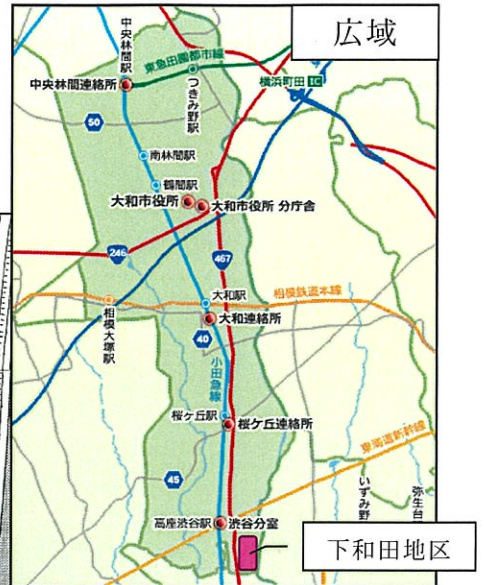 広域
中央林間駅
東急田園都市線
中央林間連絡所
つきみ野駅
横浜町田 IC
50
南林間駅
鶴間駅
大和市役所
大和市役所 分庁舎
246
467
相模鉄道本線
大和駅
相模大塚駅
大和連絡所
40
小田急線
桜ケ丘駅
桜ケ丘連絡所
東海道新幹線
45
いずみ野
弥生台
高座渋谷駅
渋谷分室
下和田地区